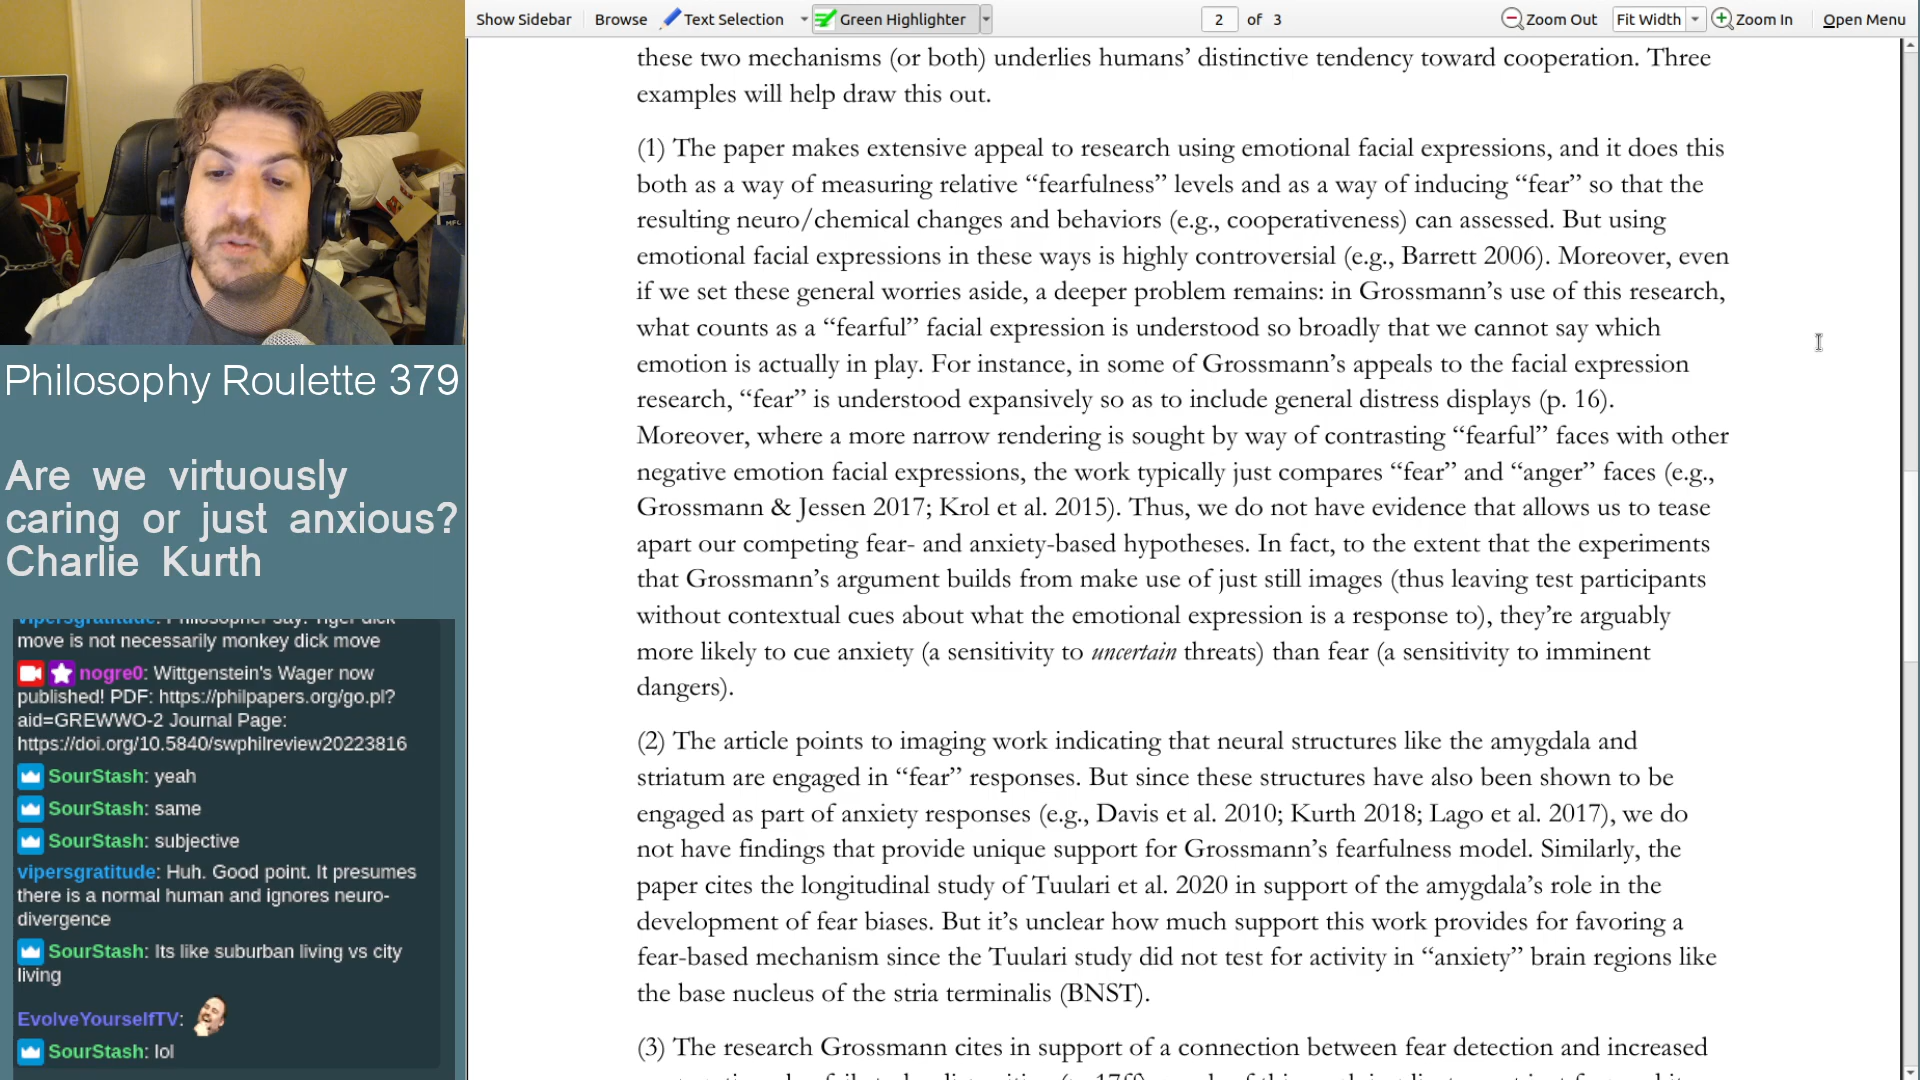 Show Sidebar Browse Text Selection Green Highlighter 2 of 3 Zoom Out Fit Width Zoom In Open Menu
these two mechanisms (or both) underlies humans’ distinctive tendency toward cooperation. Three
examples will help draw this out.
(1) The paper makes extensive appeal to research using emotional facial expressions, and it does this
both as a way of measuring relative “fearfulness” levels and as a way of inducing “fear” so that the
resulting neuro/chemical changes and behaviors (e.g., cooperativeness) can assessed. But using
emotional facial expressions in these ways is highly controversial (e.g., Barrett 2006). Moreover, even
if we set these general worries aside, a deeper problem remains: in Grossmann’s use of this research,
what counts as a “fearful” facial expression is understood so broadly that we cannot say which
emotion is actually in play. For instance, in some of Grossmann’s appeals to the facial expression
research, “fear” is understood expansively so as to include general distress displays (p. 16).
Moreover, where a more narrow rendering is sought by way of contrasting “fearful” faces with other
negative emotion facial expressions, the work typically just compares “fear” and “anger” faces (e.g.,
Grossmann & Jessen 2017; Krol et al. 2015). Thus, we do not have evidence that allows us to tease
apart our competing fear- and anxiety-based hypotheses. In fact, to the extent that the experiments
that Grossmann’s argument builds from make use of just still images (thus leaving test participants
without contextual cues about what the emotional expression is a response to), they’re arguably
more likely to cue anxiety (a sensitivity to uncertain threats) than fear (a sensitivity to imminent
dangers).
(2) The article points to imaging work indicating that neural structures like the amygdala and
striatum are engaged in “fear” responses. But since these structures have also been shown to be
engaged as part of anxiety responses (e.g., Davis et al. 2010; Kurth 2018; Lago et al. 2017), we do
not have findings that provide unique support for Grossmann’s fearfulness model. Similarly, the
paper cites the longitudinal study of Tuulari et al. 2020 in support of the amygdala’s role in the
development of fear biases. But it’s unclear how much support this work provides for favoring a
fear-based mechanism since the Tuulari study did not test for activity in “anxiety” brain regions like
the base nucleus of the stria terminalis (BNST).
(3) The research Grossmann cites in support of a connection between fear detection and increased
Philosophy Roulette 379
Are we virtuously
caring or just anxious?
Charlie Kurth
vipersgratitude: Philosopher say: Tiger dick
move is not necessarily monkey dick move
nogre0: Wittgenstein's Wager now
published! PDF: https://philpapers.org/go.pl?
aid=GREWWO-2 Journal Page:
https://doi.org/10.5840/swphilreview20223816
SourStash: yeah
SourStash: same
SourStash: subjective
vipersgratitude: Huh. Good point. It presumes
there is a normal human and ignores neuro-
divergence
SourStash: Its like suburban living vs city
living
EvolveYourselfTV:
SourStash: lol